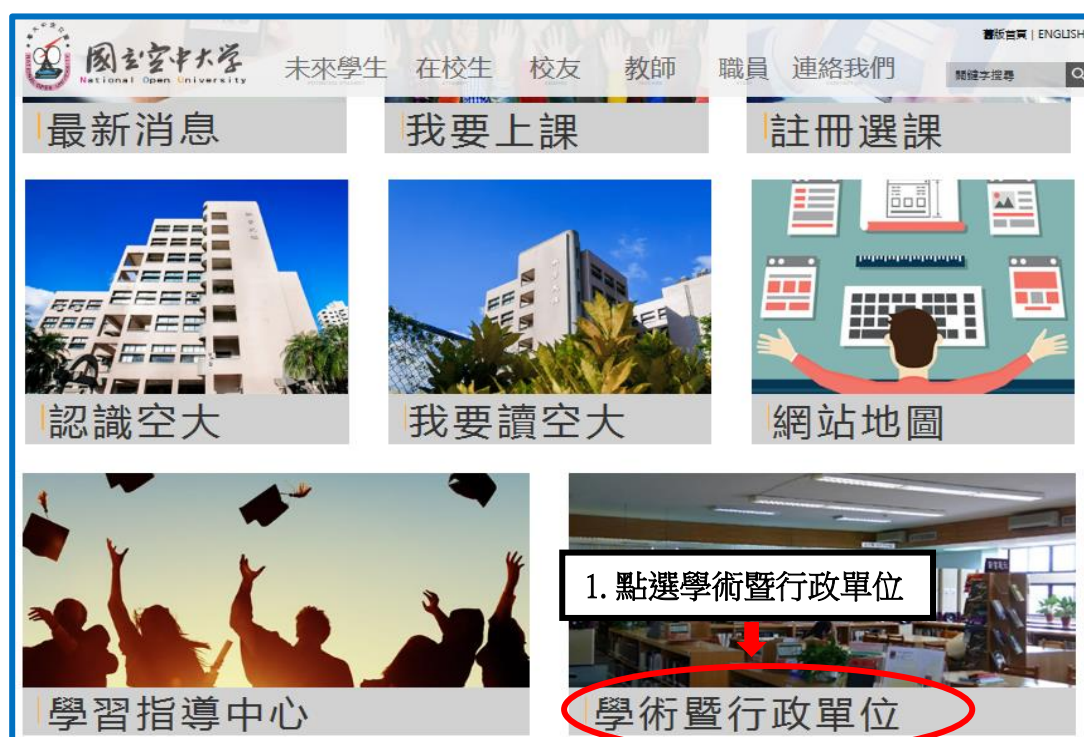 舊版首頁 | ENGLISH
國立空中大學
National Open University
未來學生 在校生 校友 教師 職員 連絡我們
關鍵字搜尋
最新消息 我要上課 註冊選課
認識空大 我要讀空大 網站地圖
1. 點選學術暨行政單位
學習指導中心 學術暨行政單位